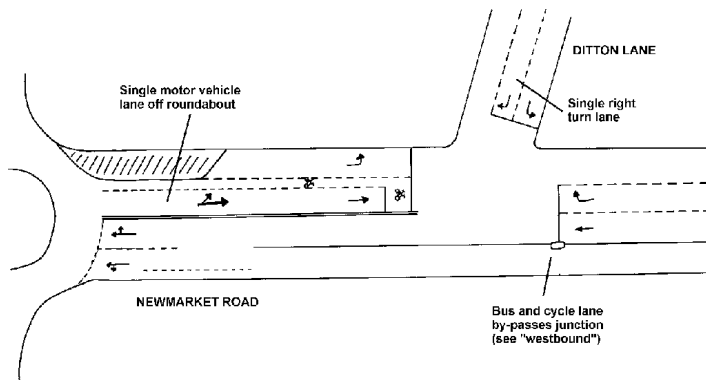 DITTON LANE
Single motor vehicle
lane off roundabout
Single right
turn lane
NEWMARKET ROAD
Bus and cycle lane
by-passes junction
(see "westbound")